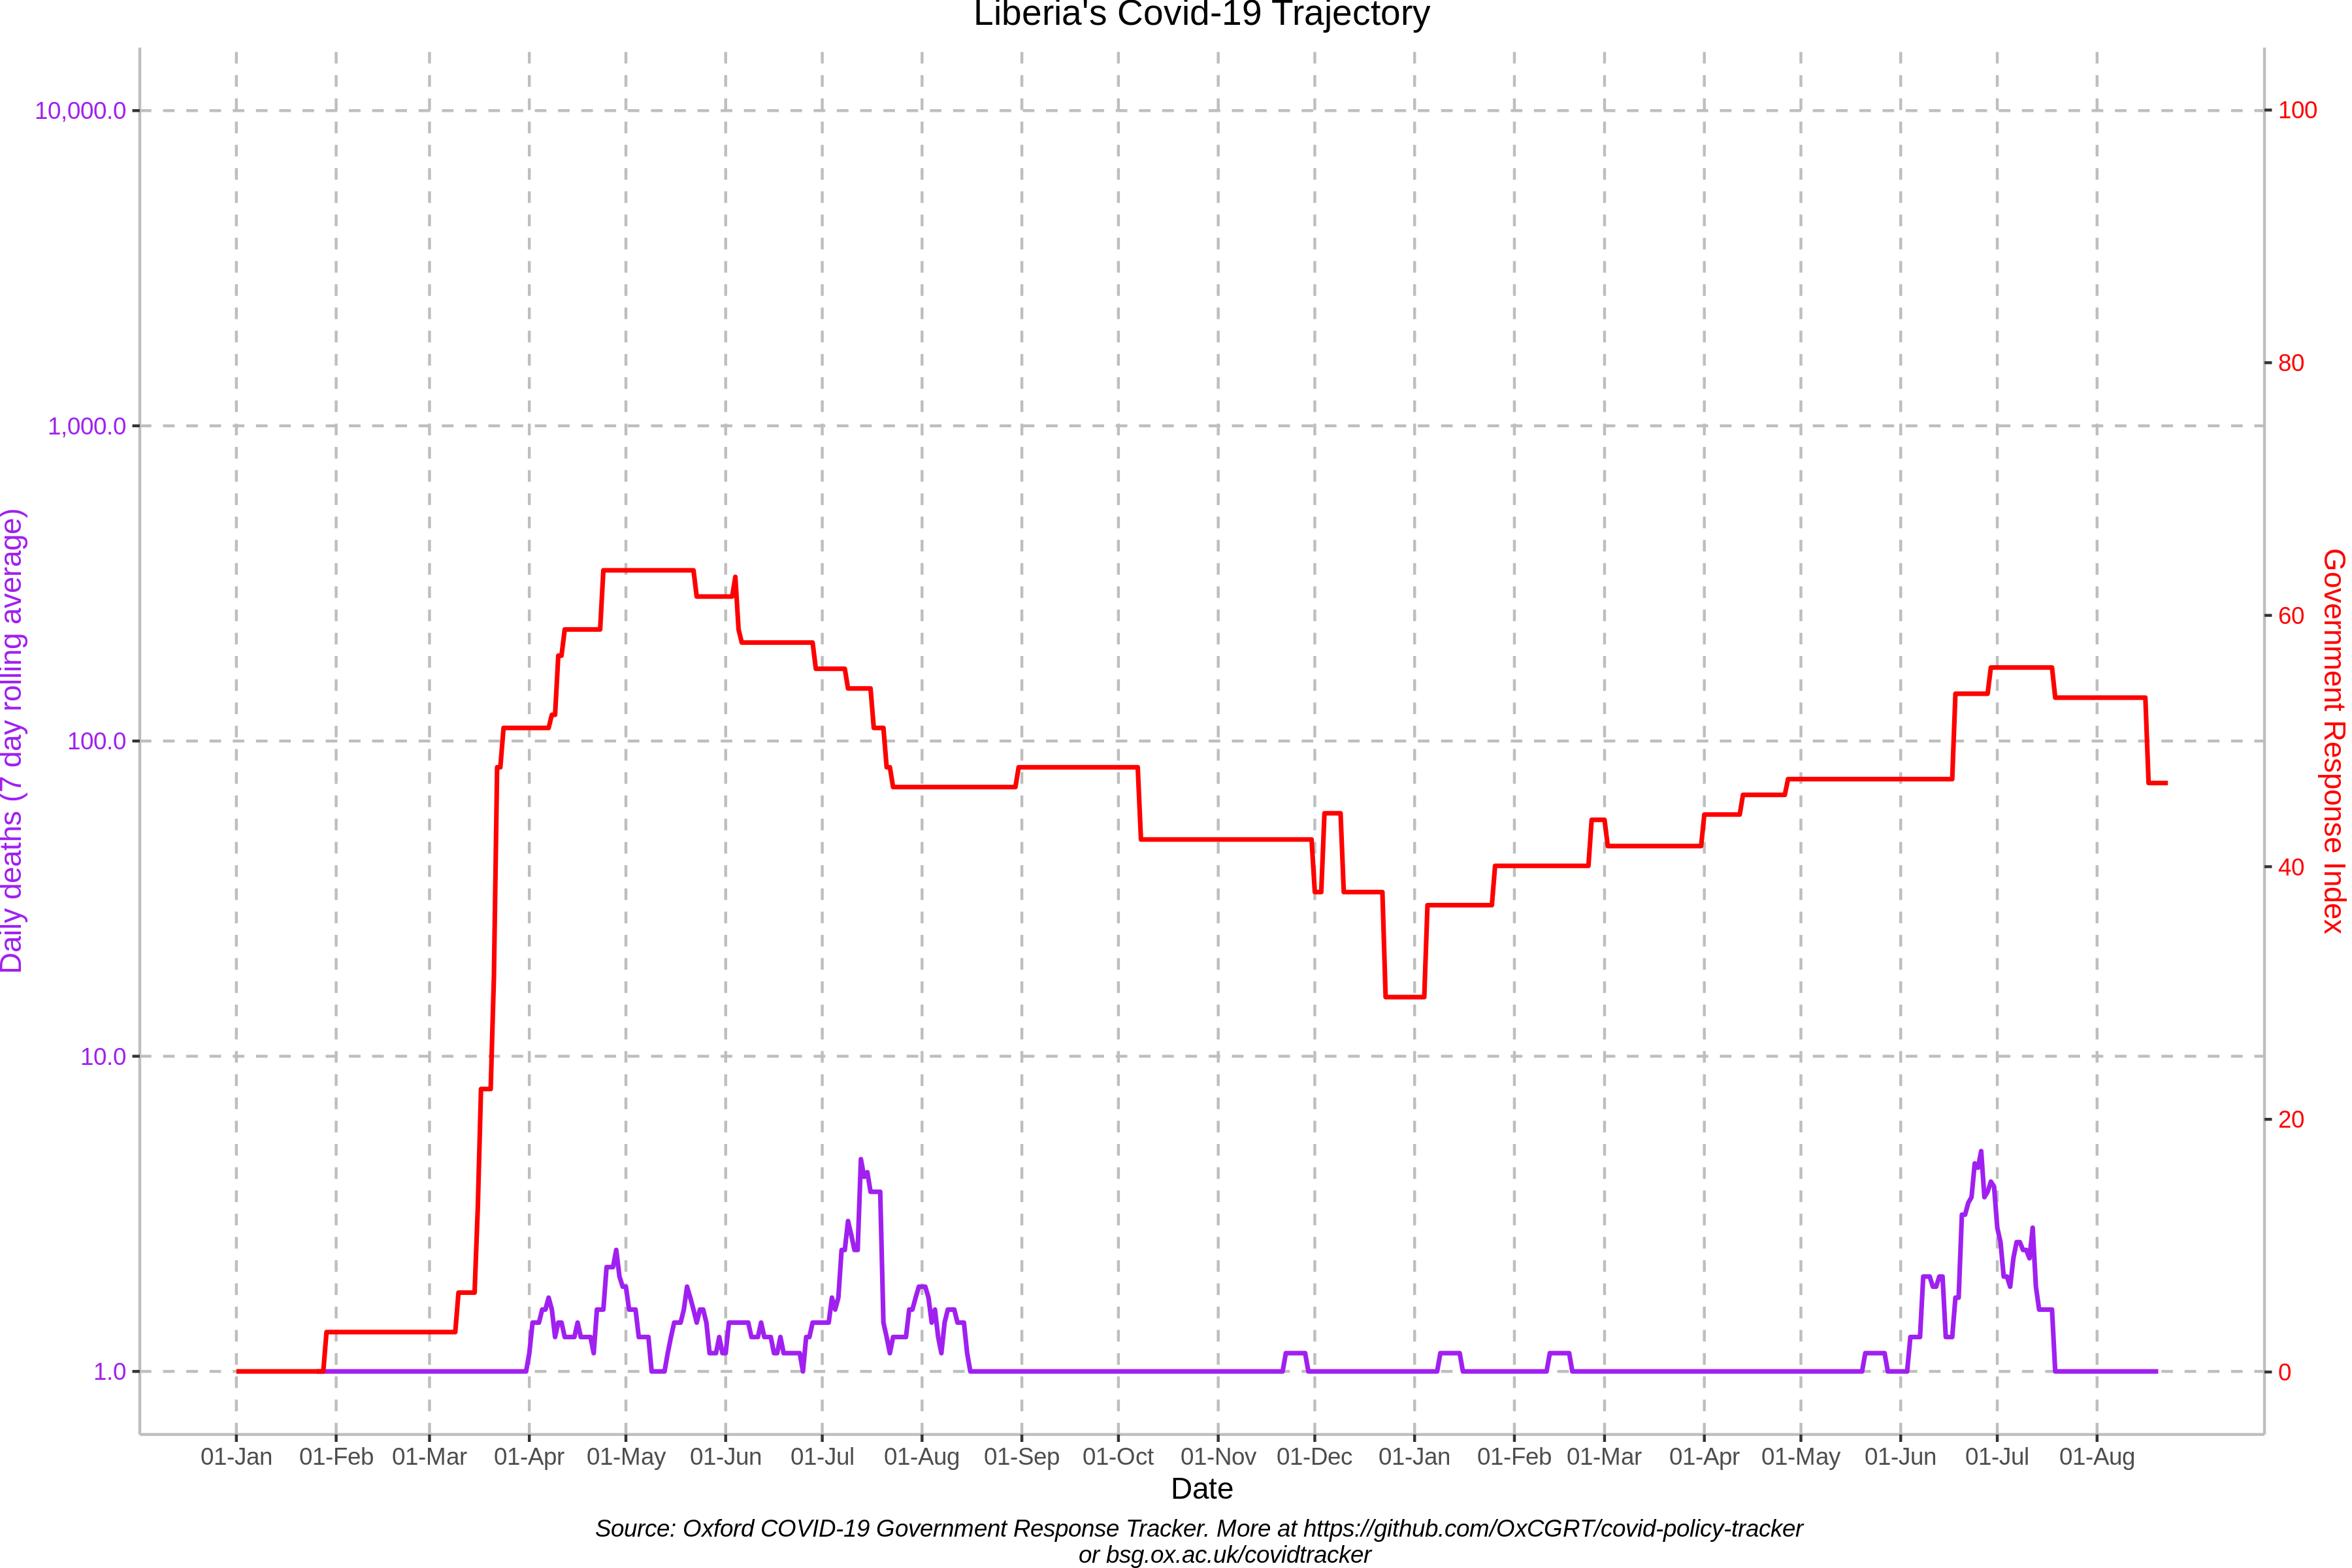 Liberia's Covid-19 Trajectory
10,000.0
1,000.0
100.0
10.0
1.0
Daily deaths (7 day rolling average)
100
80
60
40
20
0
Government Response Index
01-Jan 01-Feb 01-Mar 01-Apr 01-May 01-Jun 01-Jul 01-Aug 01-Sep 01-Oct 01-Nov 01-Dec 01-Jan 01-Feb 01-Mar 01-Apr 01-May 01-Jun 01-Jul 01-Aug
Date
Source: Oxford COVID-19 Government Response Tracker. More at https://github.com/OxCGRT/covid-policy-tracker
or bsg.ox.ac.uk/covidtracker